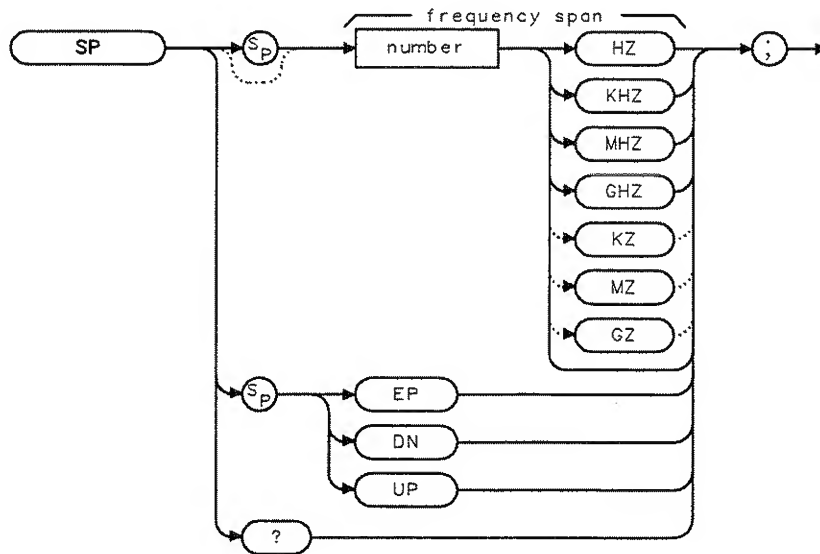 frequency span
SP SP number HZ ;
KHZ
MHZ
GHZ
KZ
MZ
GZ
SP EP
DN
UP
?